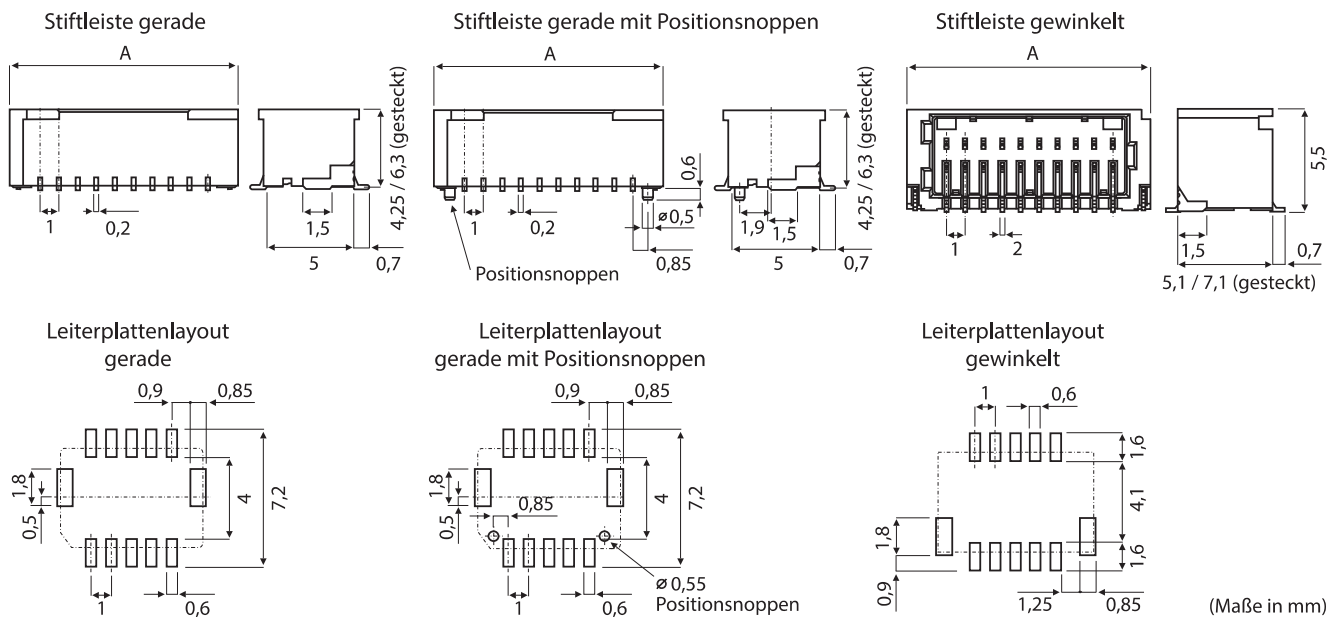 Stiftleiste gerade
A
4,25 / 6,3 (gesteckt)
1
0,2
1,5
5
0,7
Stiftleiste gerade mit Positionsnoppen
A
4,25 / 6,3 (gesteckt)
0,6
1
0,2
ø 0,5
0,85
1,9
1,5
5
0,7
Positionsnoppen
Stiftleiste gewinkelt
A
5,5
1
2
1,5
0,7
5,1 / 7,1 (gesteckt)
Leiterplattenlayout
gerade
0,9
0,85
1,8
0,5
4
7,2
1
0,6
Leiterplattenlayout
gerade mit Positionsnoppen
0,9
0,85
1,8
0,5
0,85
4
7,2
1
0,6
ø 0,55
Positionsnoppen
Leiterplattenlayout
gewinkelt
1
0,6
1,6
4,1
1,6
1,8
0,9
1,25
0,85
(Maße in mm)